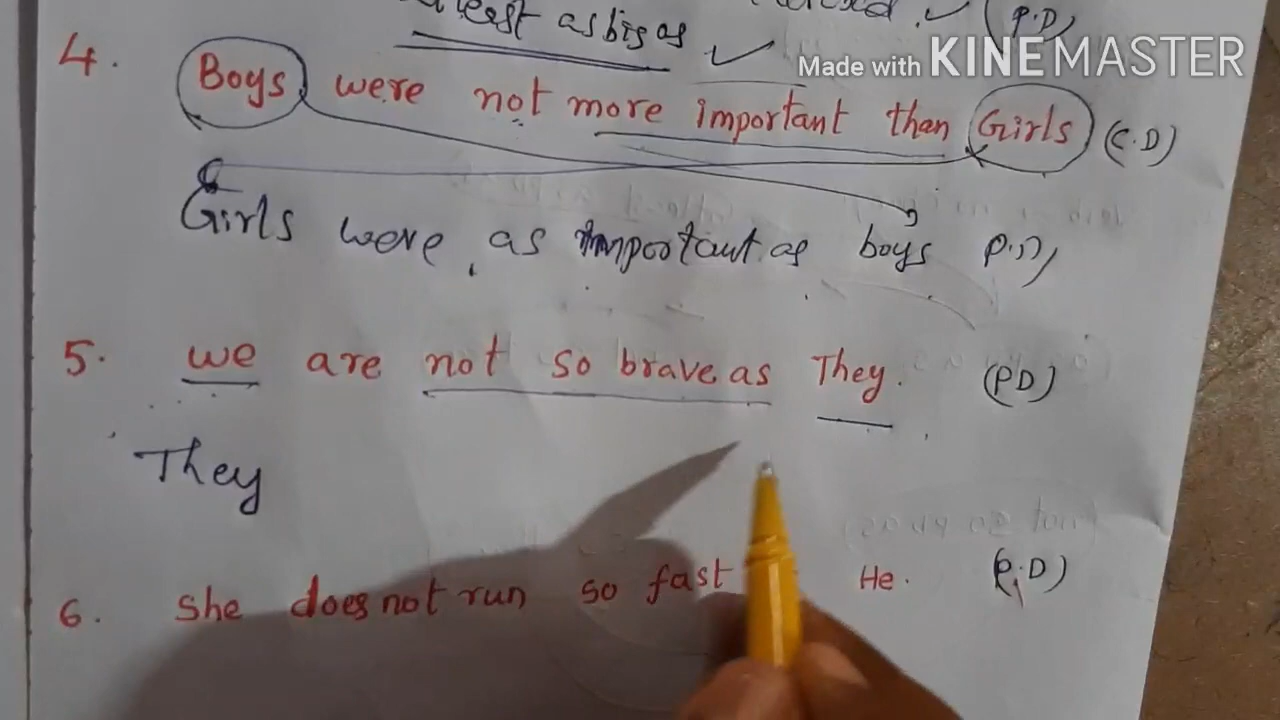 least as big as (P.D)
Made with KINEMASTER
4. Boys were not more important than Girls (C.D)
Girls were as important as boys P.D
5. we are not so brave as They. (PD)
They
6. She does not run so fast He. (P.D)